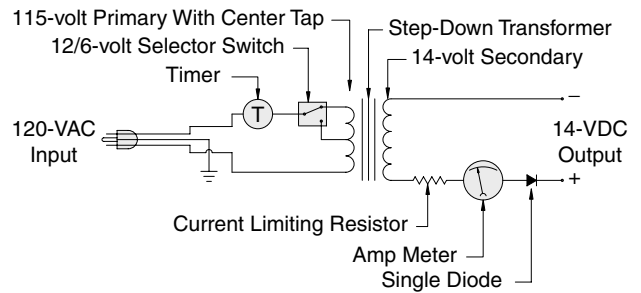 115-volt Primary With Center Tap
12/6-volt Selector Switch
Timer
Step-Down Transformer
14-volt Secondary
T
120-VAC
Input
−
14-VDC
Output
+
Current Limiting Resistor
Amp Meter
Single Diode